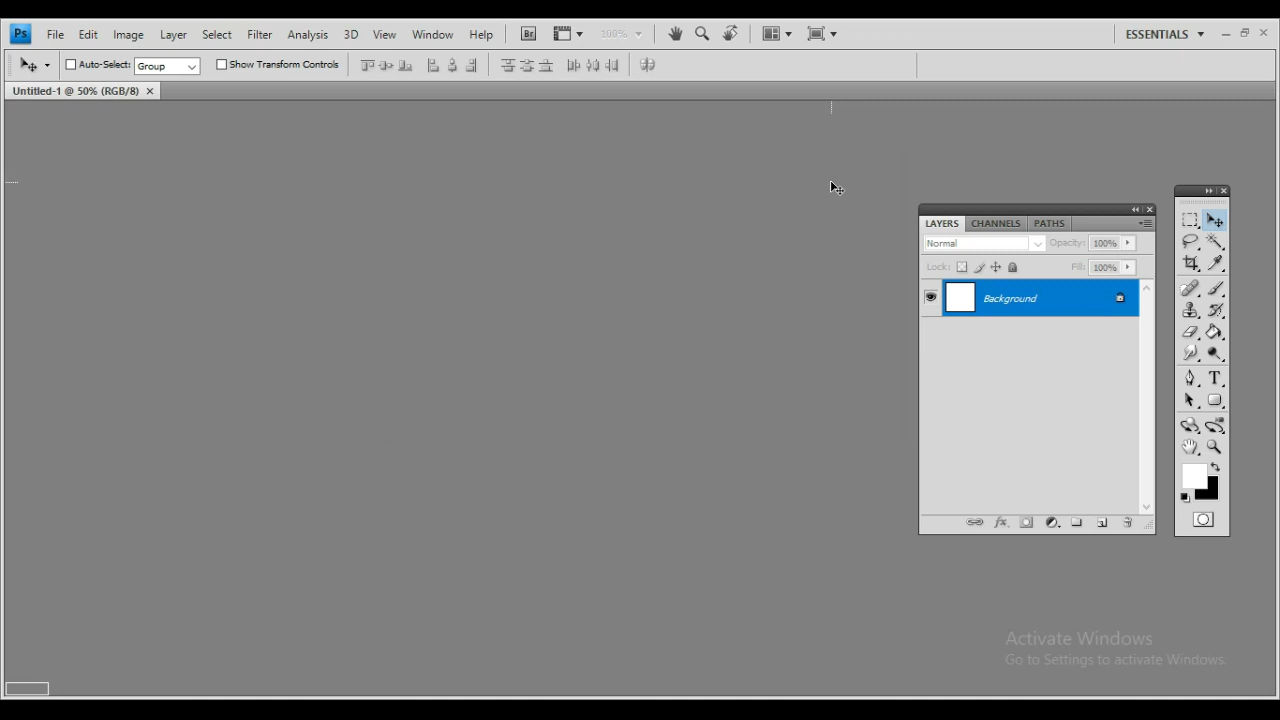 Ps File Edit Image Layer Select Filter Analysis 3D View Window Help Br 100% ESSENTIALS
Auto-Select: Group Show Transform Controls
Untitled-1 @ 50% (RGB/8)
LAYERS CHANNELS PATHS
Normal Opacity: 100%
Lock: Fill: 100%
Background
T
Activate Windows
Go to Settings to activate Windows.